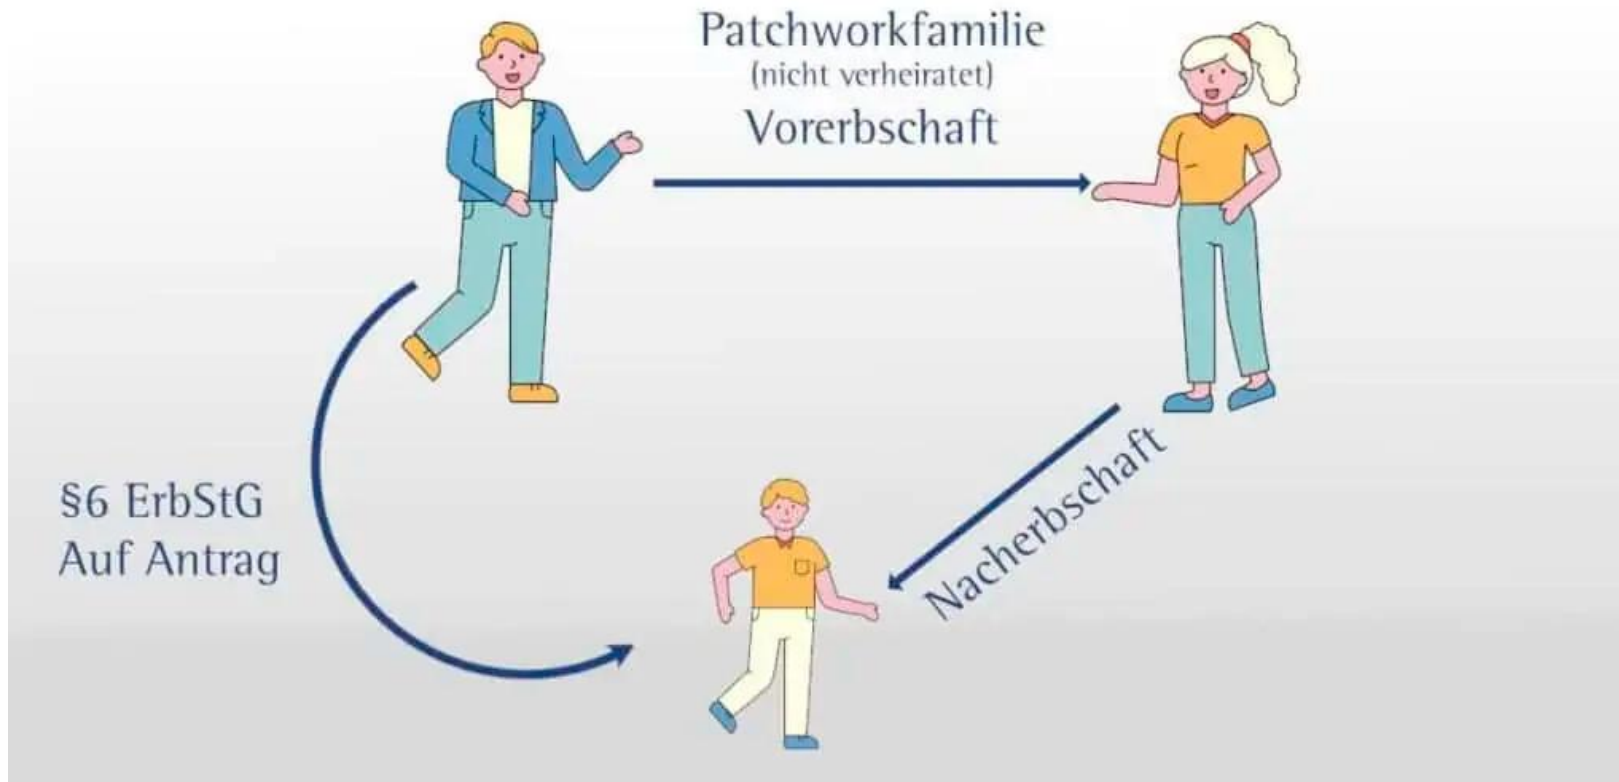 Patchworkfamilie
(nicht verheiratet)
Vorerbschaft
§6 ErbStG
Auf Antrag
Nacherbschaft